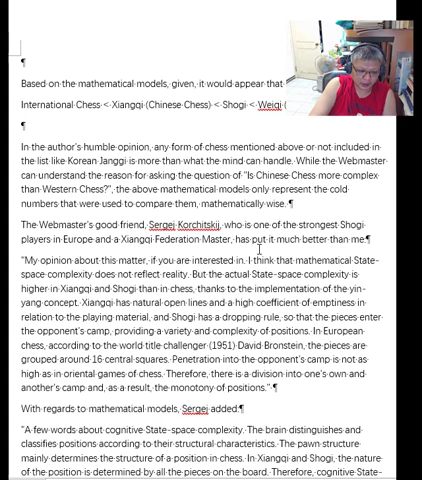 Based on the mathematical models, given, it would appear that
International Chess < Xiangqi (Chinese Chess) < Shogi < Weiqi (
In the author's humble opinion, any form of chess mentioned above or not included in
the list like Korean Janggi is more than what the mind can handle. While the Webmaster
can understand the reason for asking the question of "Is Chinese Chess more complex
than Western Chess?", the above mathematical models only represent the cold
numbers that were used to compare them, mathematically wise.
The Webmaster's good friend, Sergej Korchitskij, who is one of the strongest Shogi
players in Europe and a Xiangqi Federation Master, has put it much better than me
"My opinion about this matter, if you are interested in. I think that mathematical State-
space complexity does not reflect reality. But the actual State-space complexity is
higher in Xiangqi and Shogi than in chess, thanks to the implementation of the yin-
yang concept. Xiangqi has natural open lines and a high coefficient of emptiness in
relation to the playing material, and Shogi has a dropping rule, so that the pieces enter
the opponent's camp, providing a variety and complexity of positions. In European
chess, according to the world title challenger (1951) David Bronstein, the pieces are
grouped around 16 central squares. Penetration into the opponent's camp is not as
high as in oriental games of chess. Therefore, there is a division into one's own and
another's camp and, as a result, the monotony of positions."
With regards to mathematical models, Sergej added
"A few words about cognitive State-space complexity. The brain distinguishes and
classifies positions according to their structural characteristics. The pawn structure
mainly determines the structure of a position in chess. In Xiangqi and Shogi, the nature
of the position is determined by all the pieces on the board. Therefore, cognitive State-